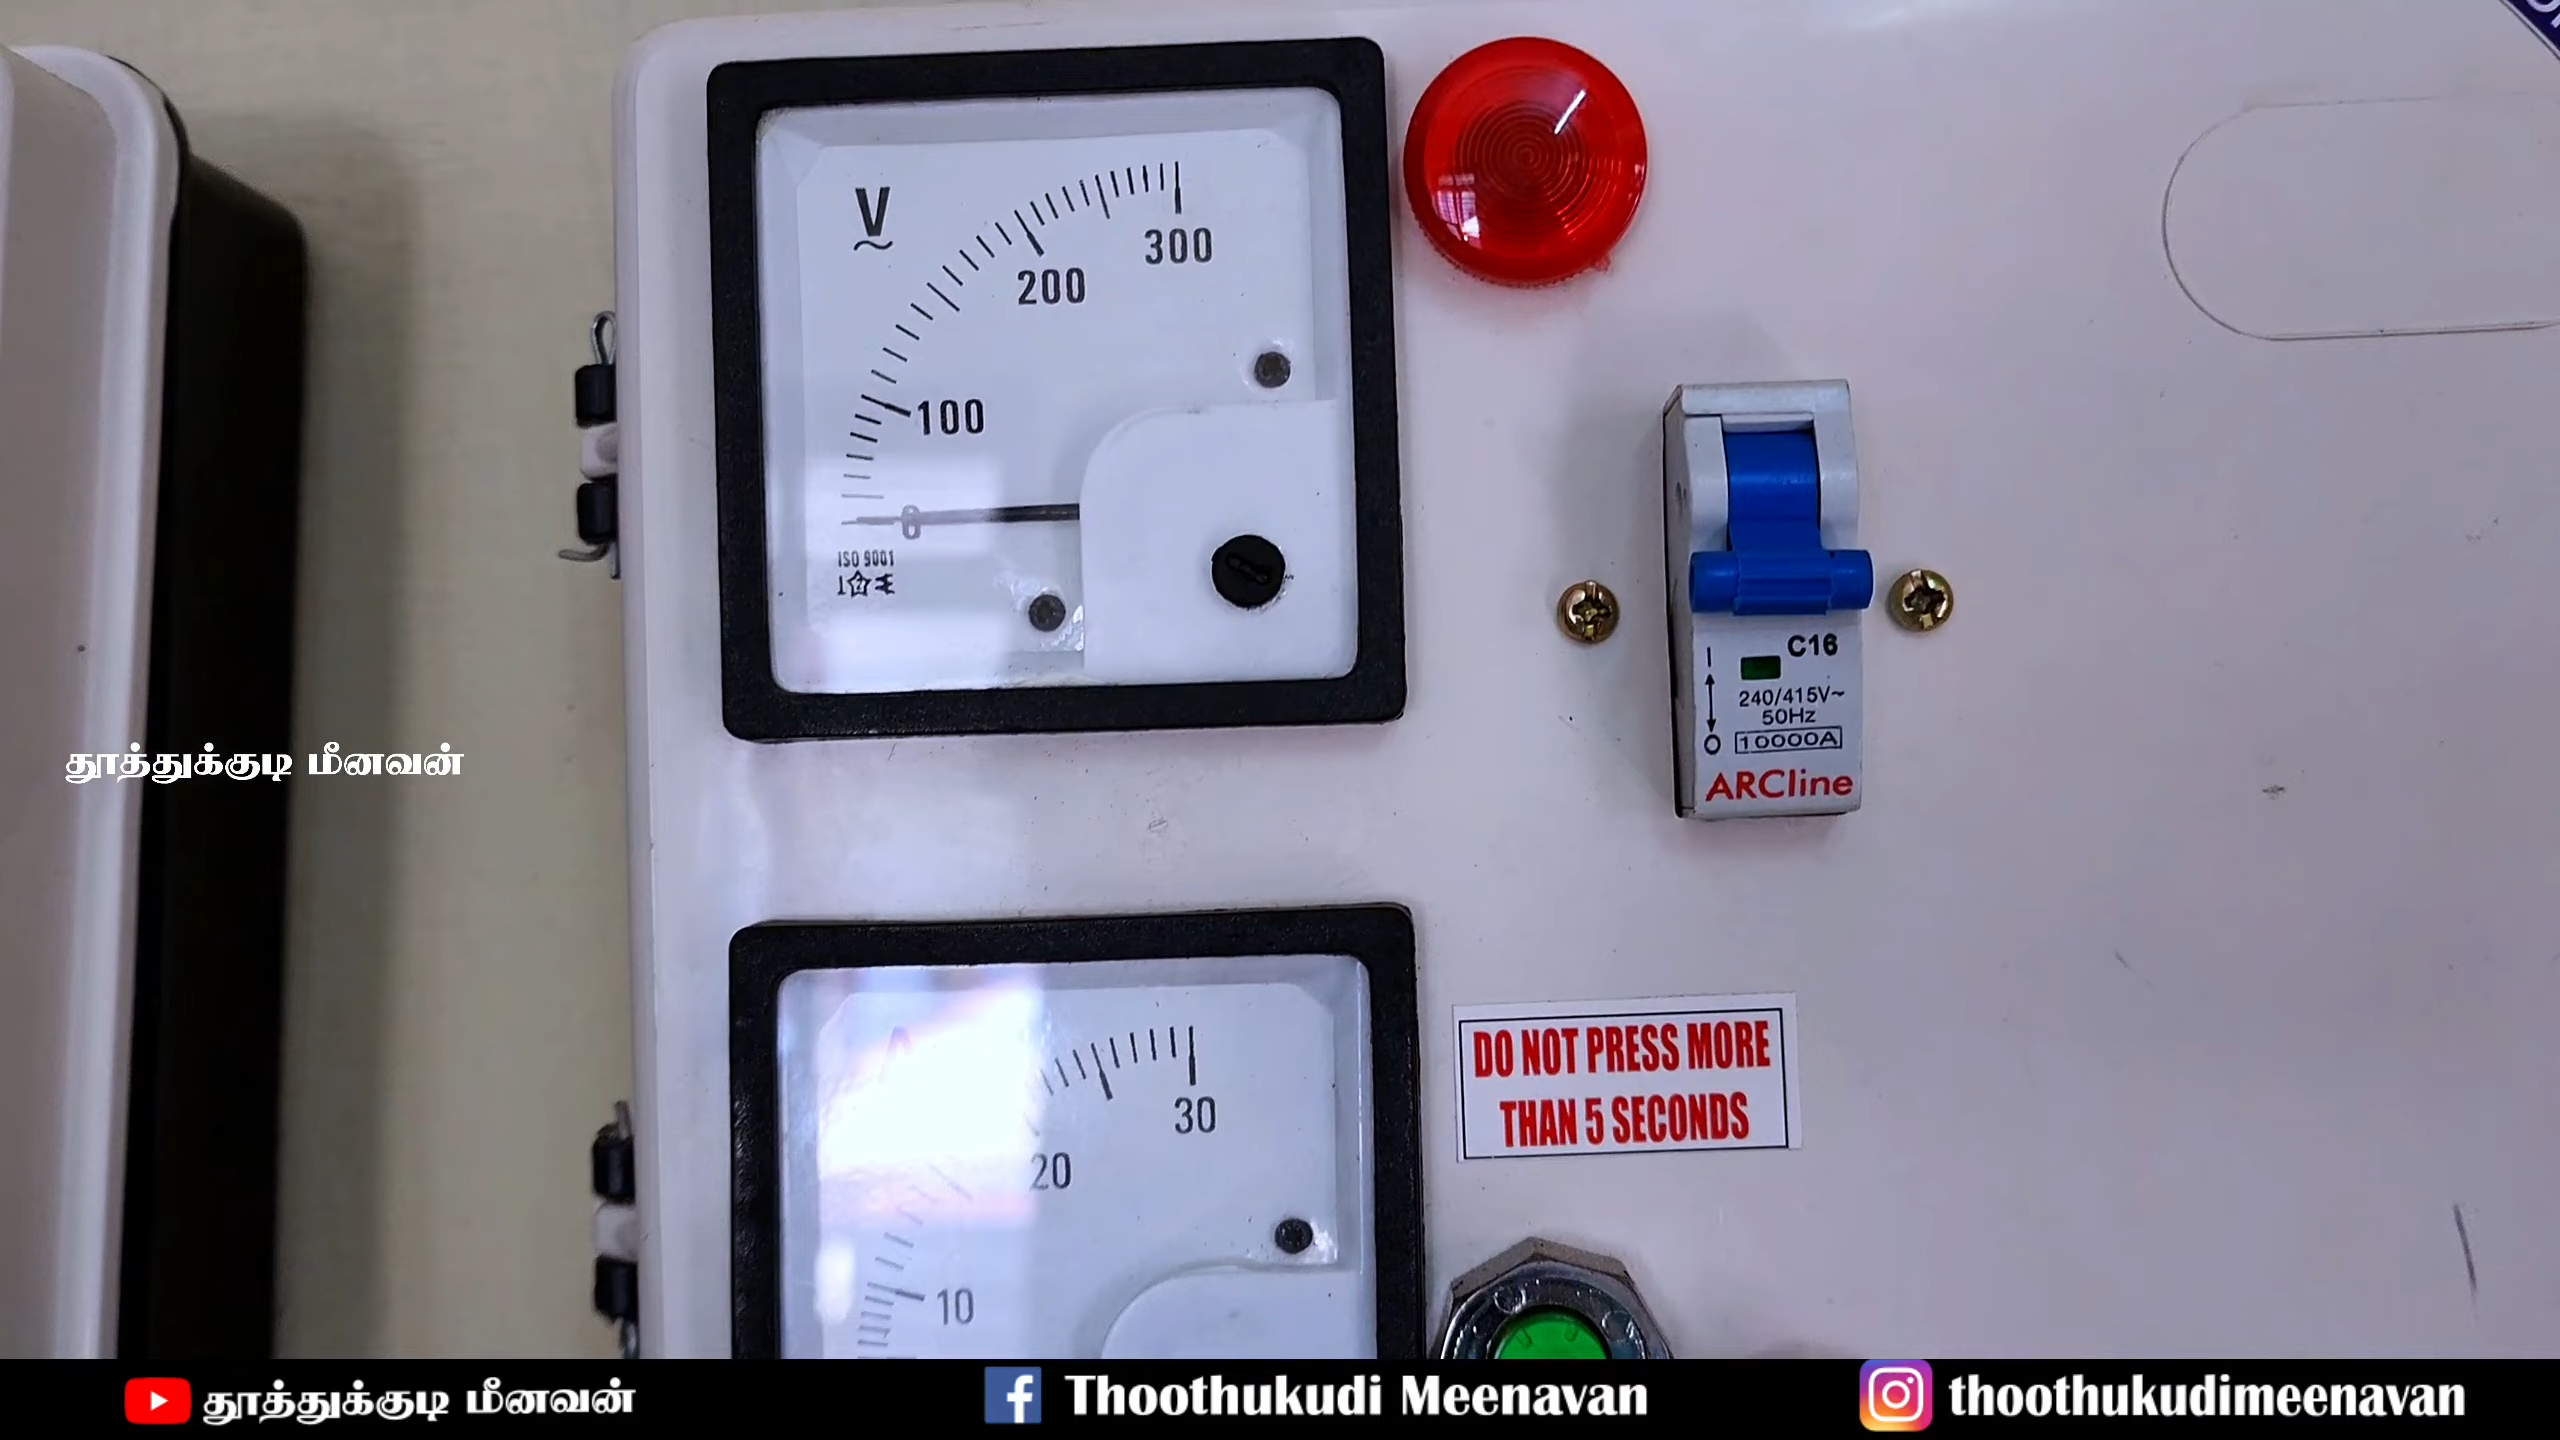 V
300
200
100
0
ISO 9001
C16
I
240/415V~
50Hz
O
10000A
ARCline
தூத்துக்குடி மீனவன்
DO NOT PRESS MORE
THAN 5 SECONDS
A
30
20
10
தூத்துக்குடி மீனவன்
Thoothukudi Meenavan
thoothukudimeenavan